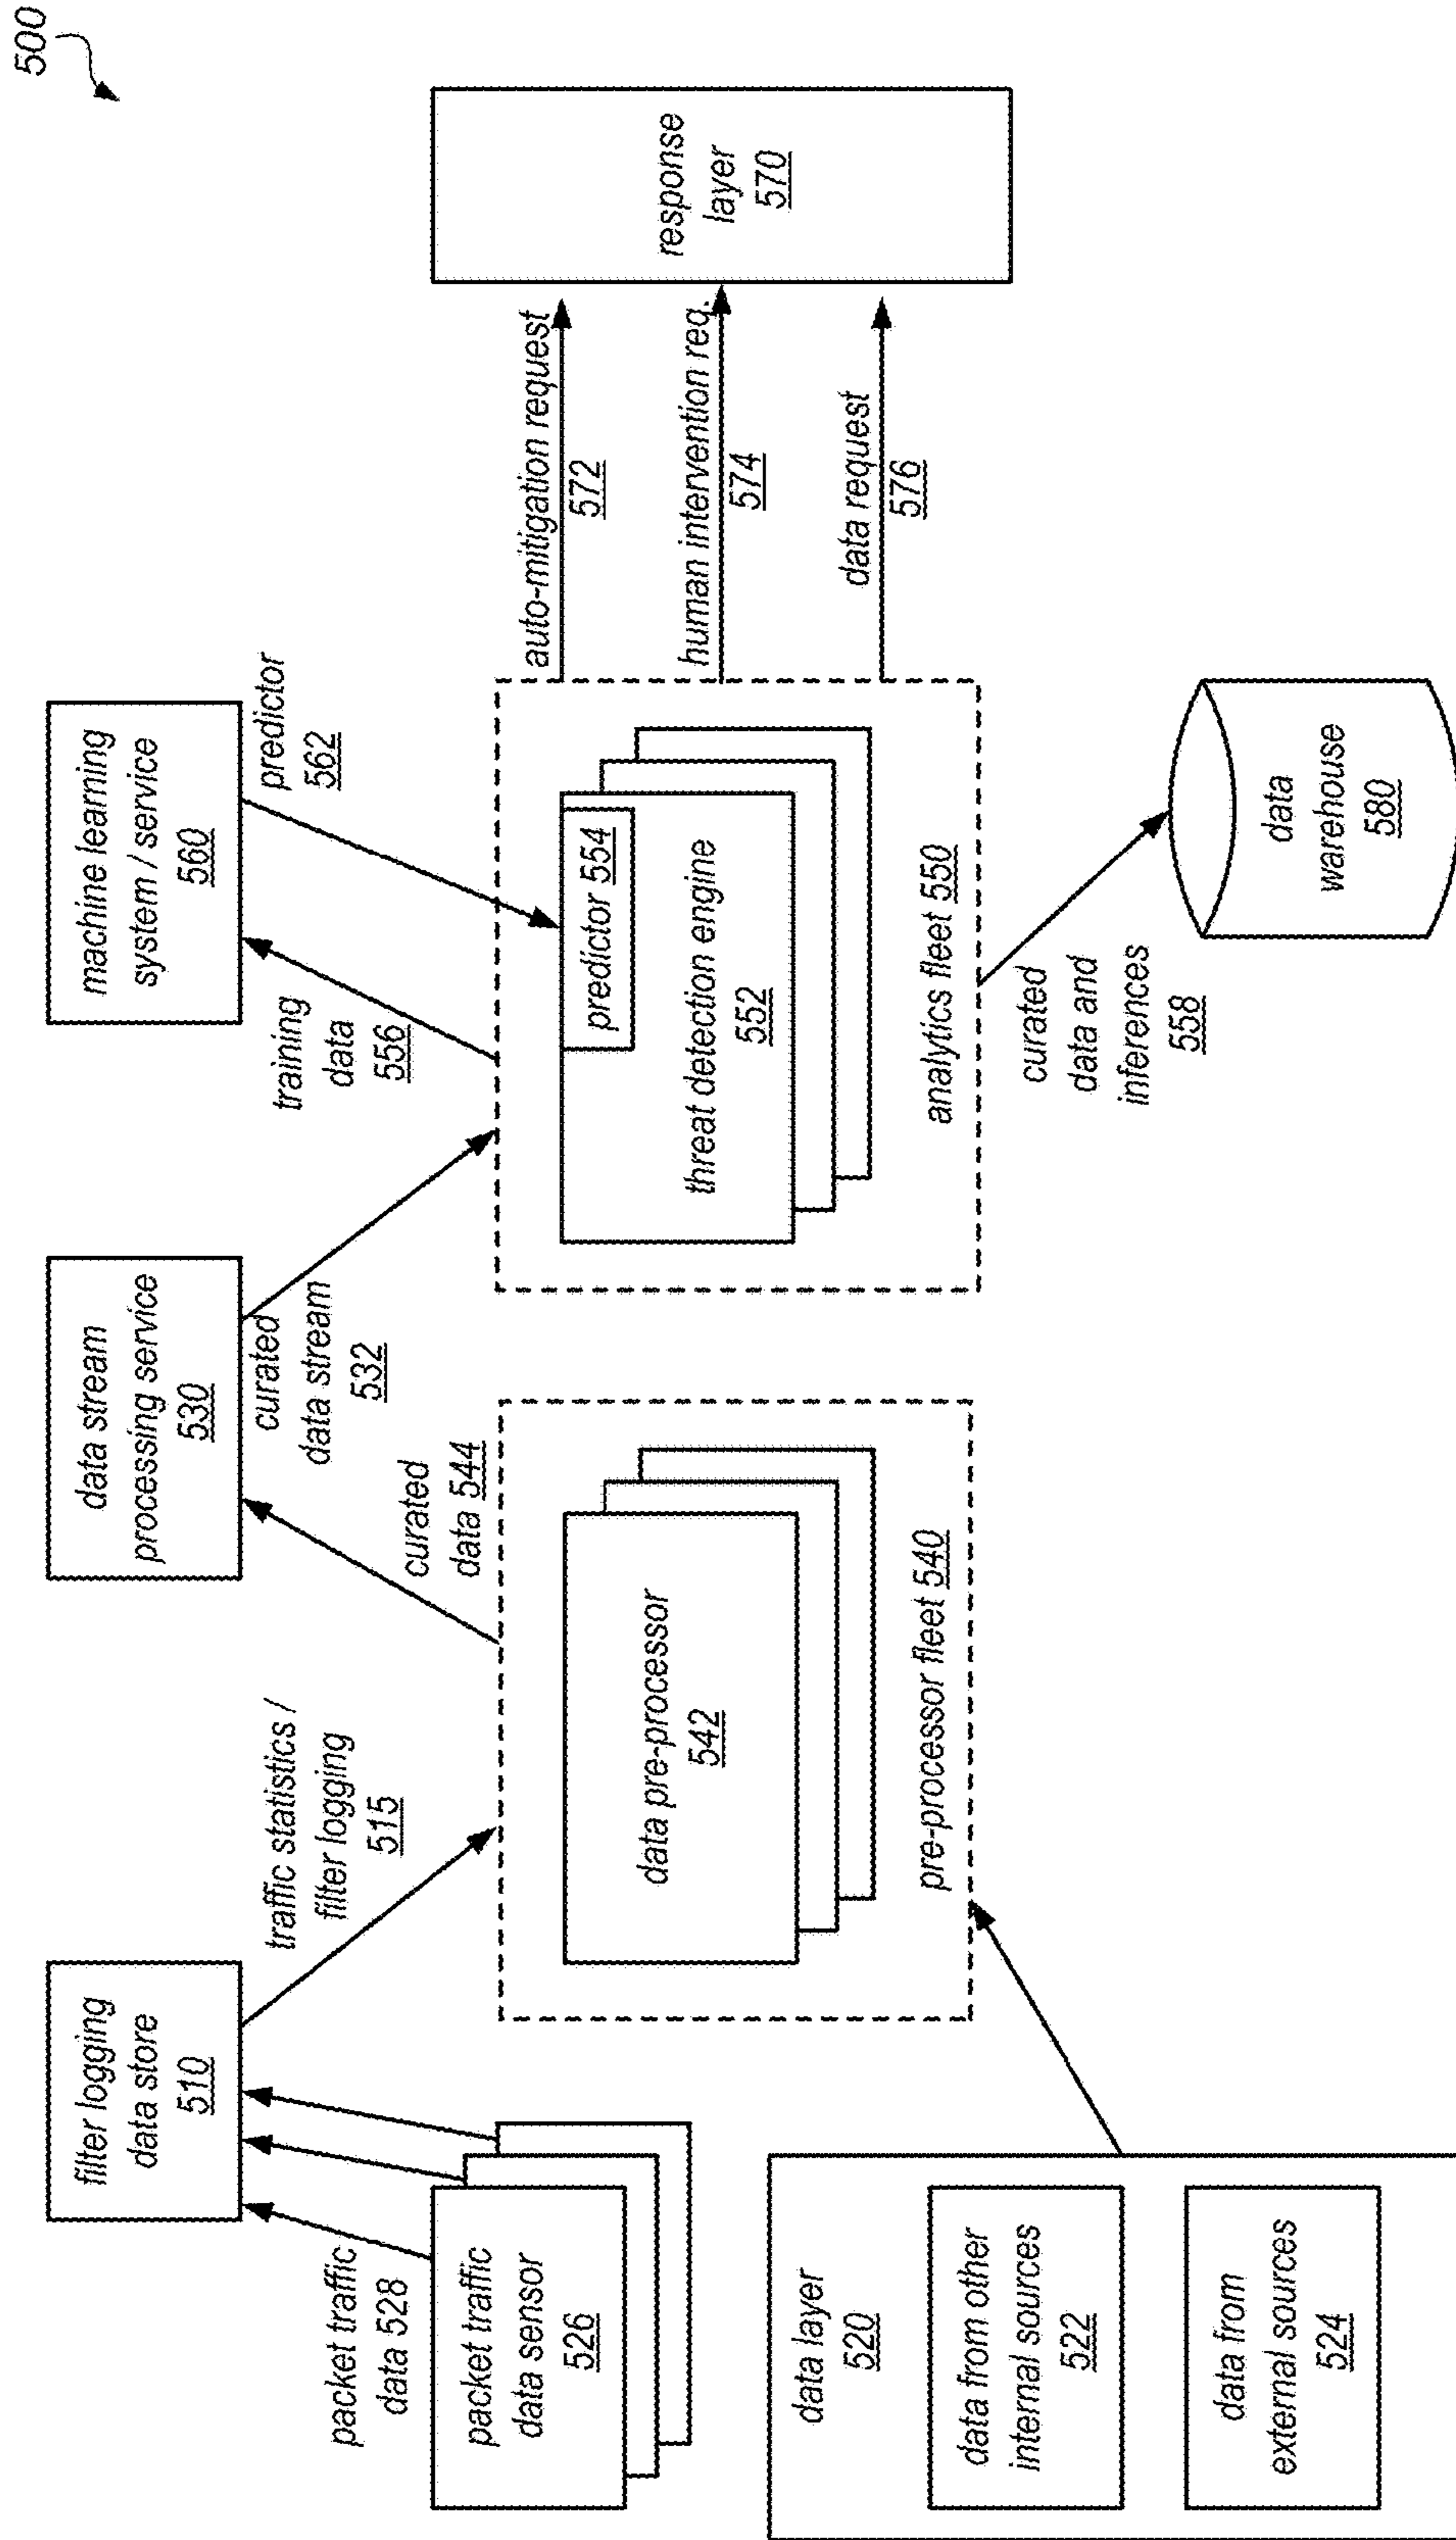 500
filter logging
data store
510
data stream
processing service
530
machine learning
system / service
560
packet traffic
data 528
traffic statistics /
filter logging
515
curated
data 544
curated
data stream
532
training
data
556
predictor
562
packet traffic
data sensor
526
data pre-processor
542
pre-processor fleet 540
predictor 554
threat detection engine
552
analytics fleet 550
auto-mitigation request
572
human intervention req.
574
data request
576
response
layer
570
data layer
520
data from other
internal sources
522
data from
external sources
524
curated
data and
inferences
558
data
warehouse
580